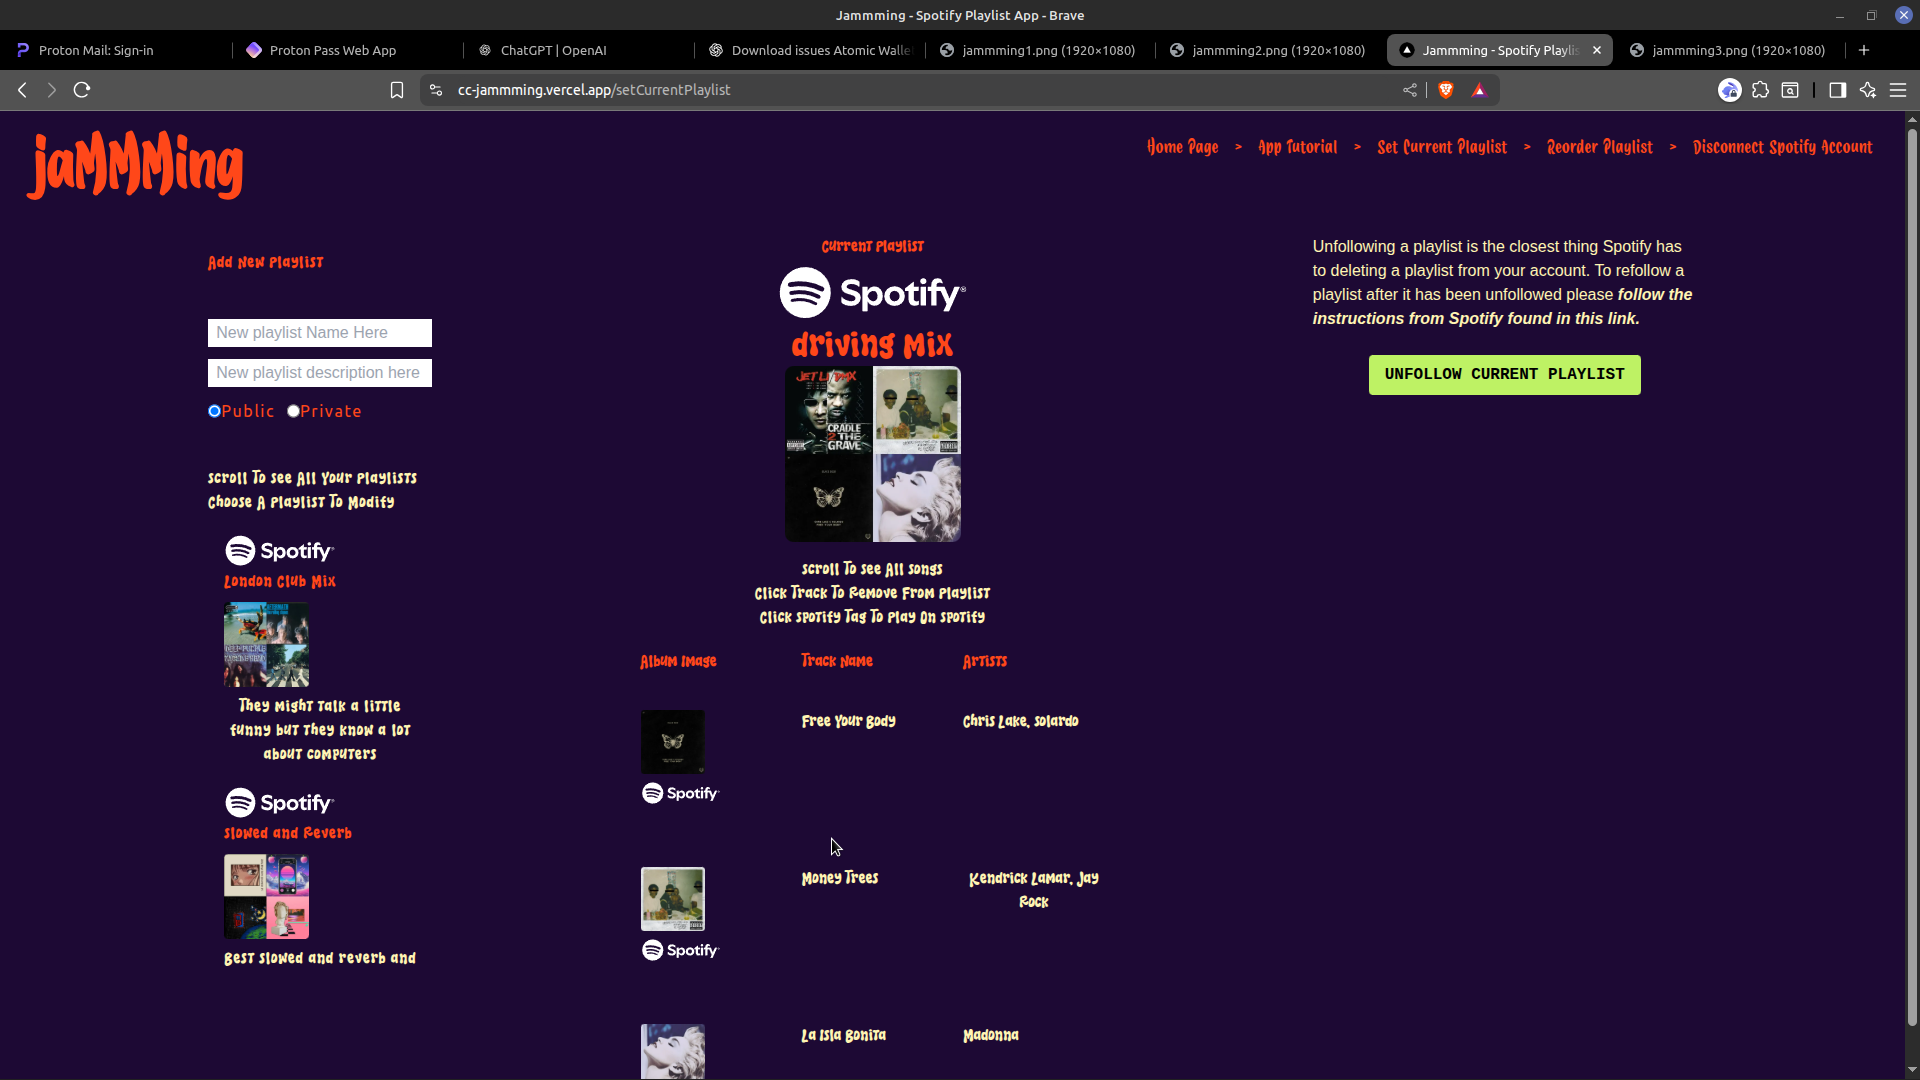 Jammming - Spotify Playlist App - Brave
Proton Mail: Sign-in
Proton Pass Web App
ChatGPT | OpenAI
Download issues Atomic Walle
jammming1.png (1920×1080)
jammming2.png (1920×1080)
Jammming - Spotify Playlis
jammming3.png (1920×1080)
cc-jammming.vercel.app/setCurrentPlaylist
jaMMMing
Home Page > App Tutorial > Set Current Playlist > Reorder Playlist > Disconnect Spotify Account
Add New Playlist
New playlist Name Here
New playlist description here
Public Private
Scroll To See All Your Playlists
Choose A Playlist To Modify
Spotify
London Club Mix
They might talk a little
funny but they know a lot
about computers
Spotify
Slowed and Reverb
Best slowed and reverb and
Current Playlist
Spotify®
driving Mix
JET LI DMX
CRADLE
2 THE
GRAVE
Scroll To See All Songs
Click Track To Remove From Playlist
Click Spotify Tag To Play On Spotify
Album Image Track Name Artists
Free Your Body Chris Lake, Solardo
Spotify
Money Trees Kendrick Lamar, Jay
Rock
Spotify
La Isla Bonita Madonna
Unfollowing a playlist is the closest thing Spotify has
to deleting a playlist from your account. To refollow a
playlist after it has been unfollowed please follow the
instructions from Spotify found in this link.
UNFOLLOW CURRENT PLAYLIST